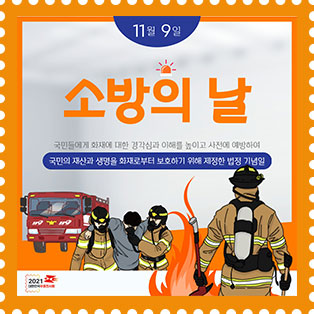 11월 9일
소방의 날
국민들에게 화재에 대한 경각심과 이해를 높이고 사전에 예방하여
국민의 재산과 생명을 화재로부터 보호하기 위해 제정한 법정 기념일
2021